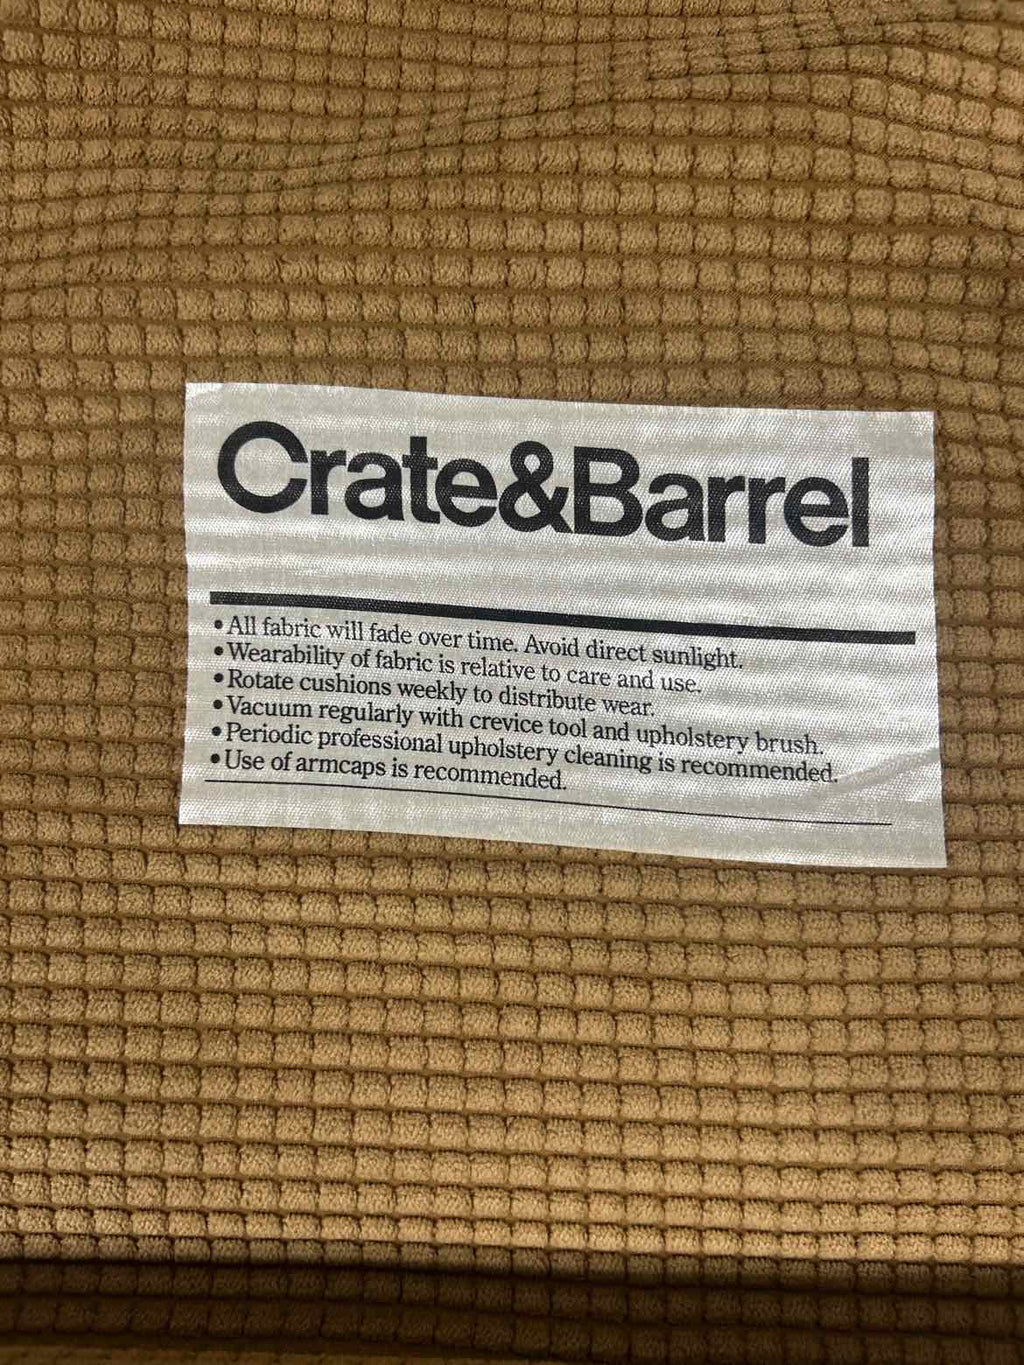 Crate&Barrel
•All fabric will fade over time. Avoid direct sunlight.
•Wearability of fabric is relative to care and use.
•Rotate cushions weekly to distribute wear.
•Vacuum regularly with crevice tool and upholstery brush.
•Periodic professional upholstery cleaning is recommended.
•Use of armcaps is recommended.